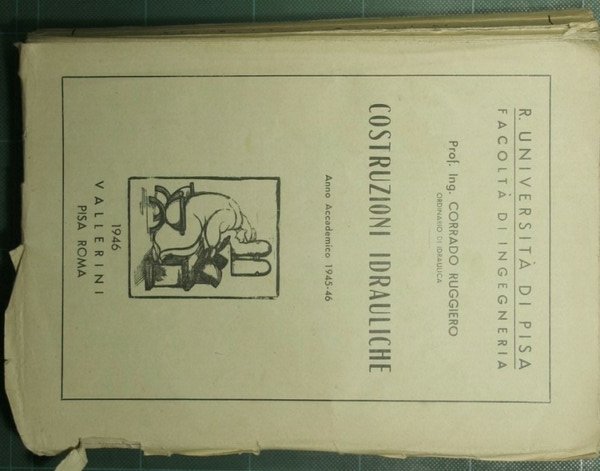 R. UNIVERSITÀ DI PISA
FACOLTÀ DI INGEGNERIA
Prof. Ing. CORRADO RUGGIERO
ORDINARIO DI IDRAULICA
COSTRUZIONI IDRAULICHE
Anno Accademico 1945-46
1946
VALLERINI
PISA ROMA